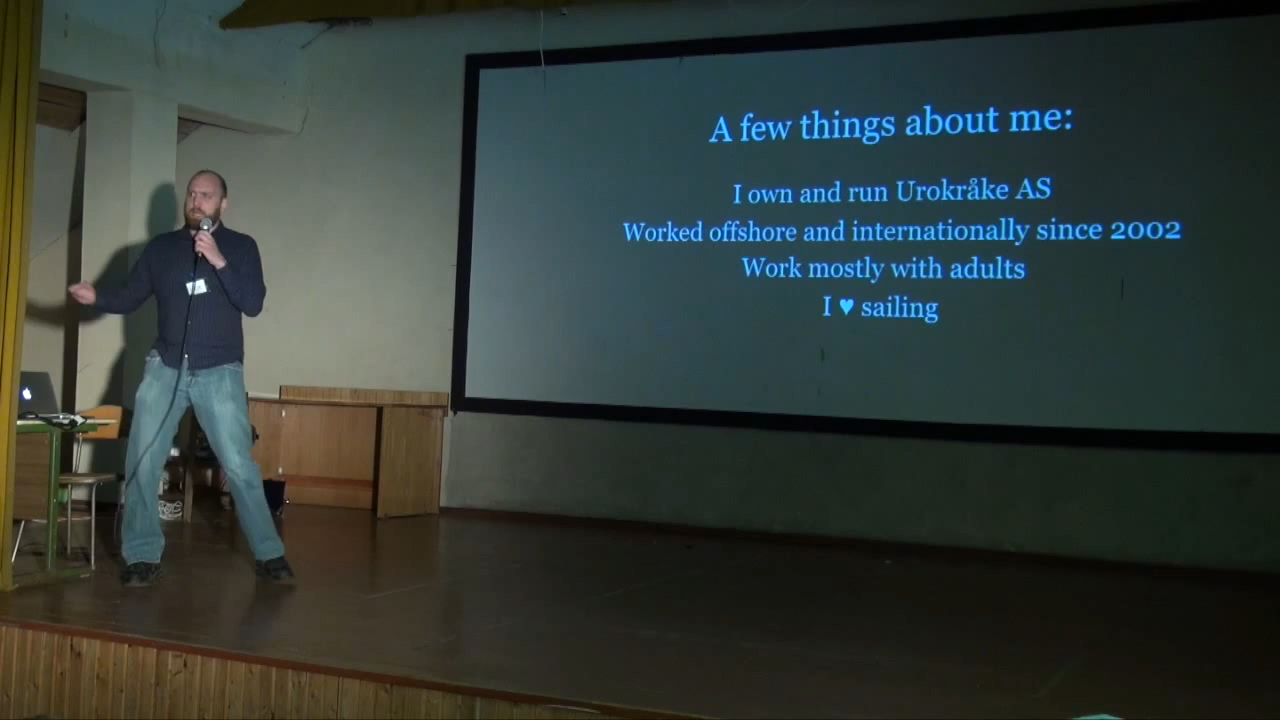 A few things about me:
I own and run Urokråke AS
Worked offshore and internationally since 2002
Work mostly with adults
I ♥ sailing